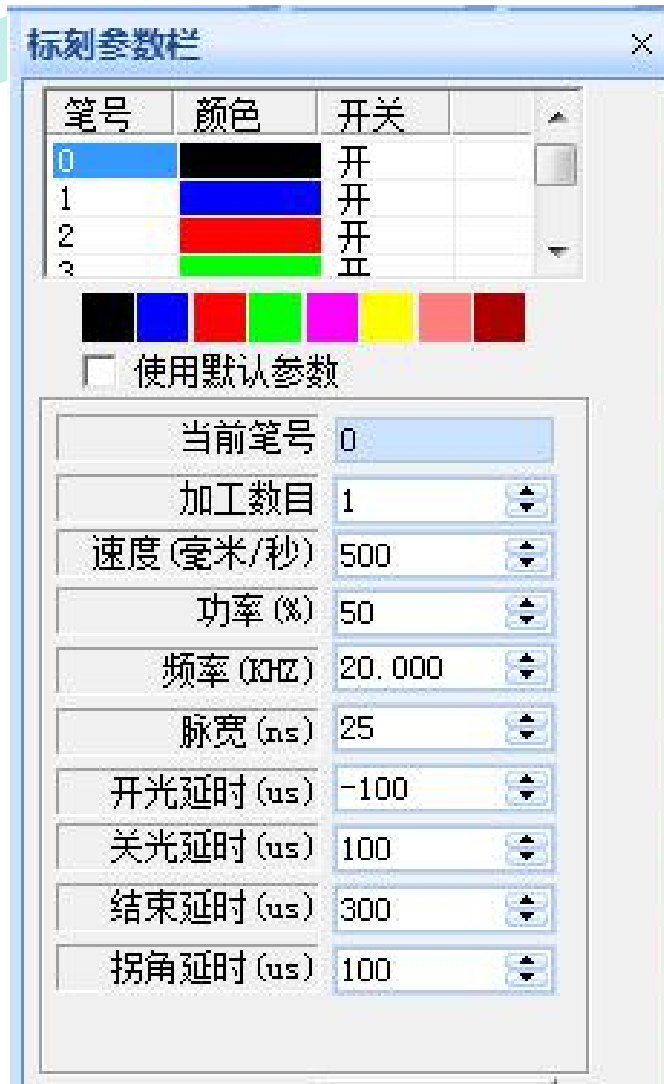 标刻参数栏
笔号 颜色 开关
0 开
1 开
2 开
3 开
使用默认参数
当前笔号 0
加工数目 1
速度(毫米/秒) 500
功率(%) 50
频率(KHZ) 20.000
脉宽(ns) 25
开光延时(us) -100
关光延时(us) 100
结束延时(us) 300
拐角延时(us) 100